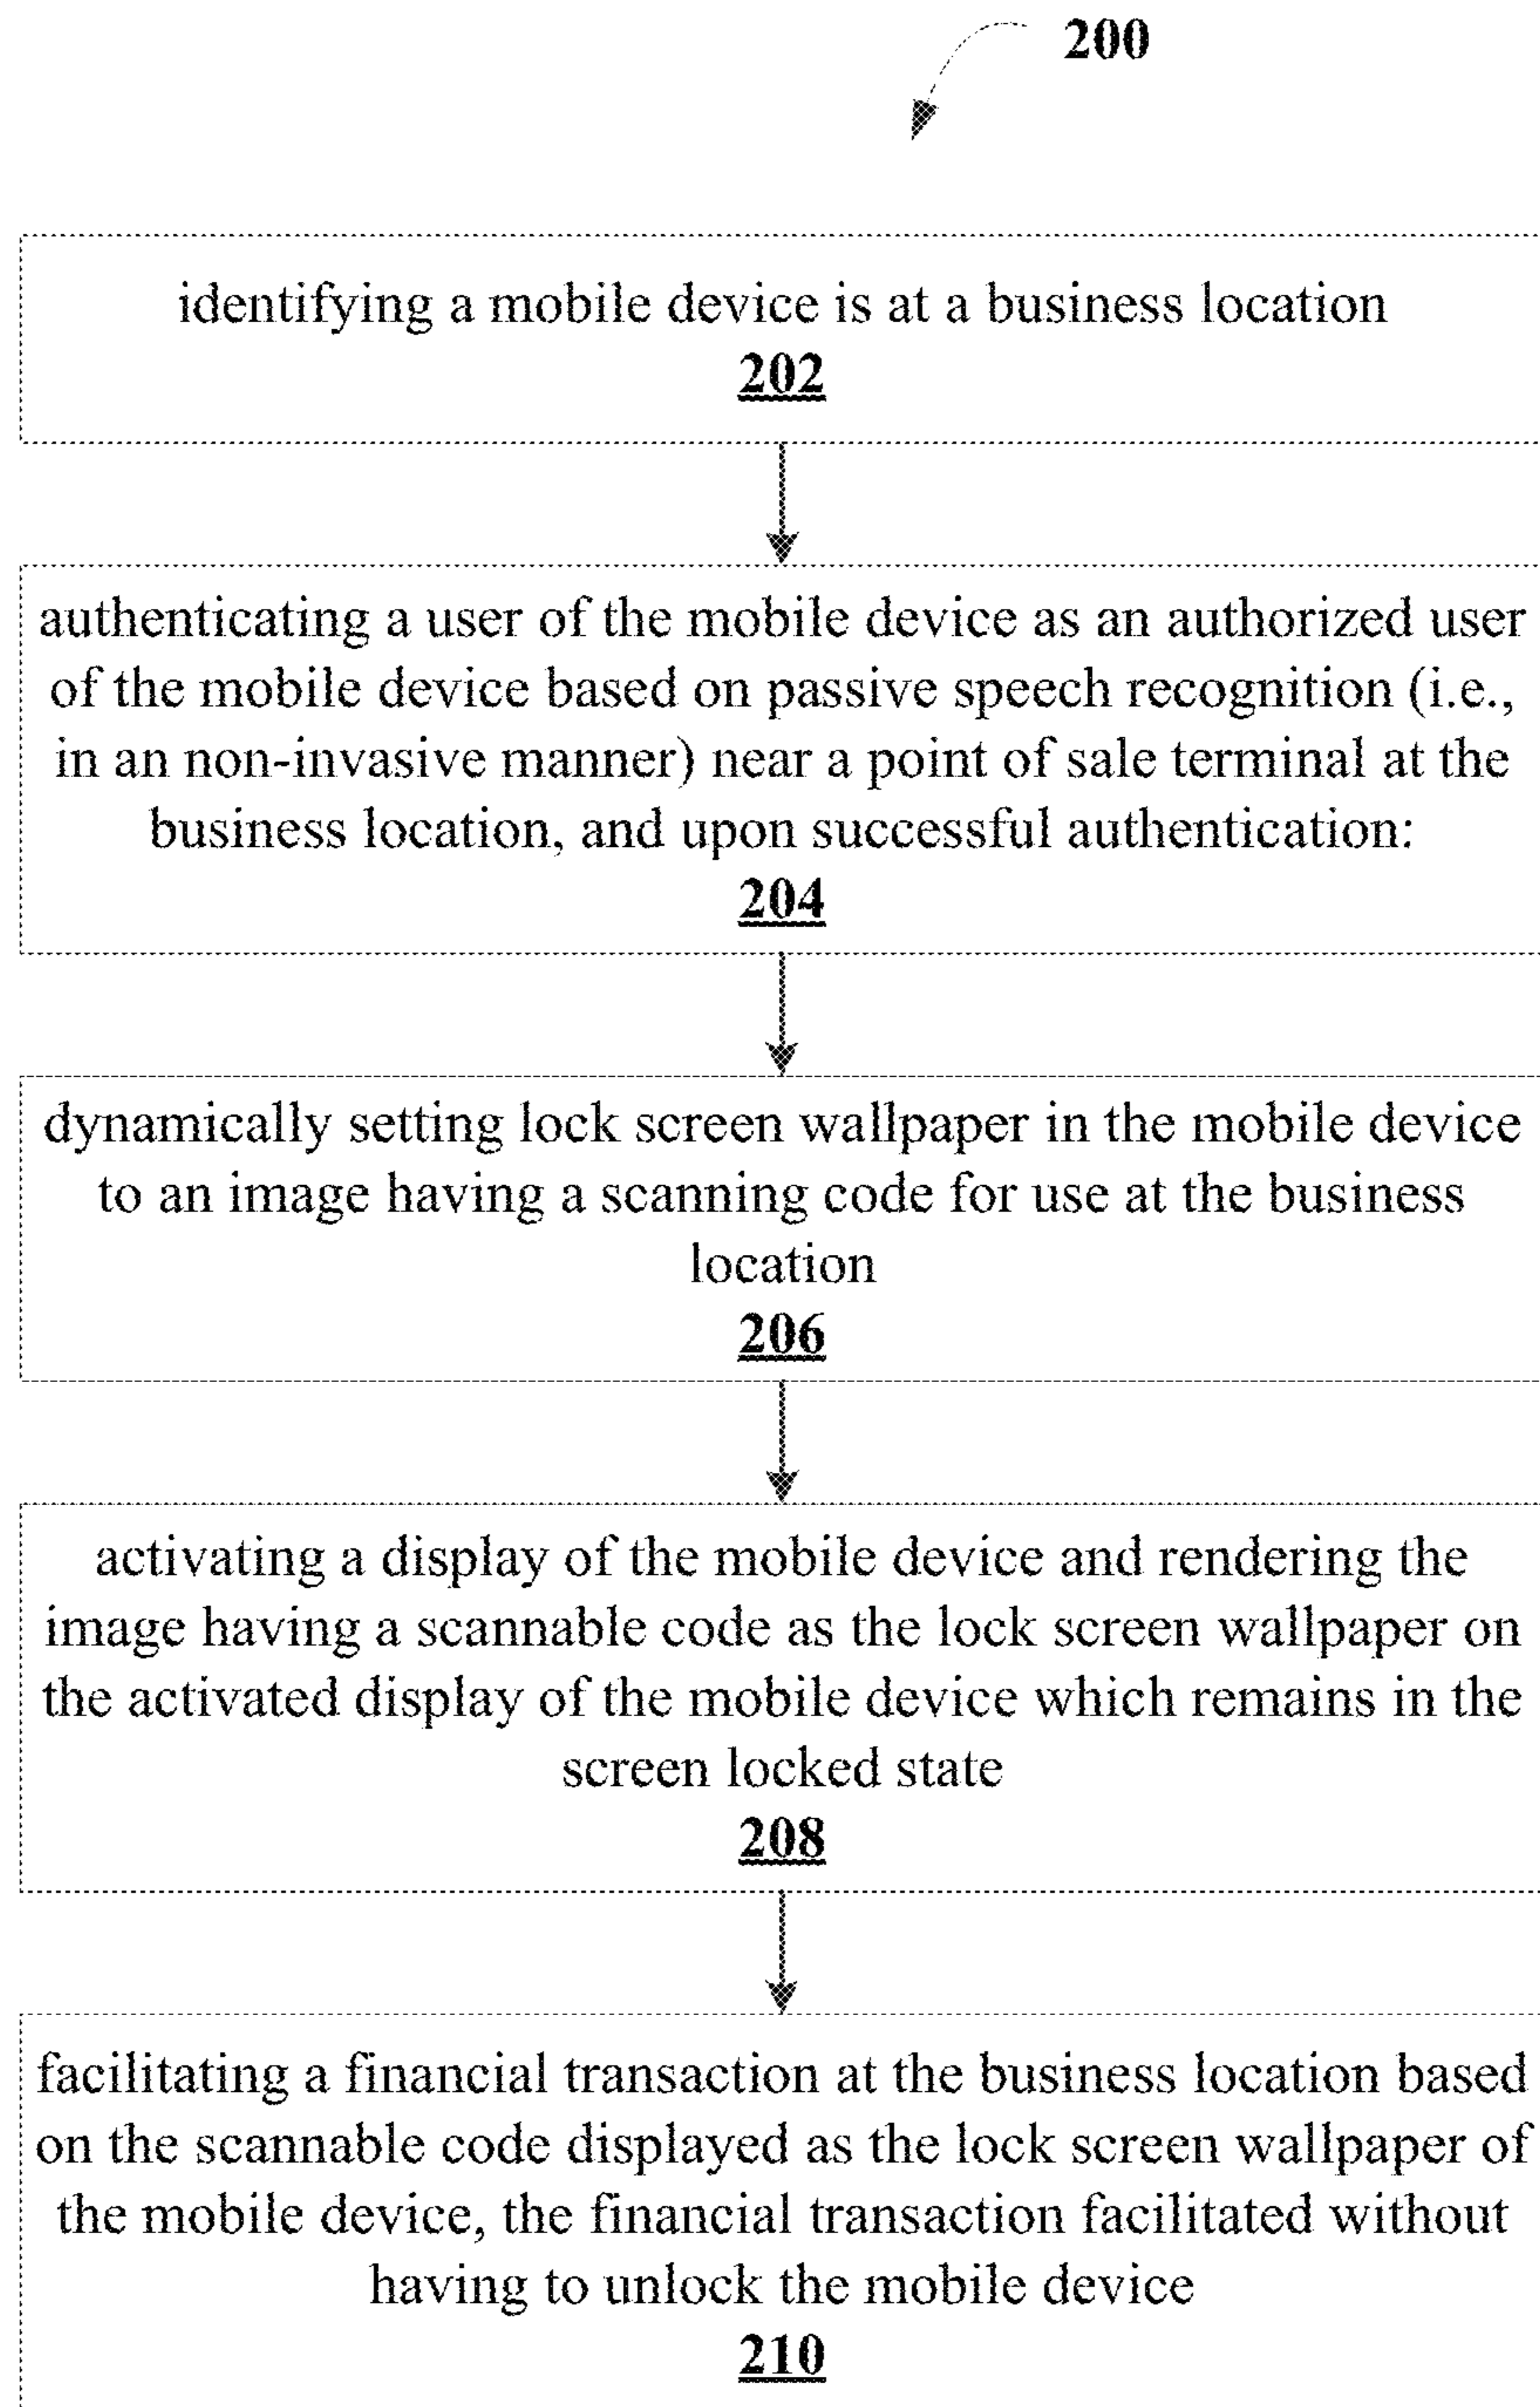 200
identifying a mobile device is at a business location
202
authenticating a user of the mobile device as an authorized user
of the mobile device based on passive speech recognition (i.e.,
in an non-invasive manner) near a point of sale terminal at the
business location, and upon successful authentication:
204
dynamically setting lock screen wallpaper in the mobile device
to an image having a scanning code for use at the business
location
206
activating a display of the mobile device and rendering the
image having a scannable code as the lock screen wallpaper on
the activated display of the mobile device which remains in the
screen locked state
208
facilitating a financial transaction at the business location based
on the scannable code displayed as the lock screen wallpaper of
the mobile device, the financial transaction facilitated without
having to unlock the mobile device
210